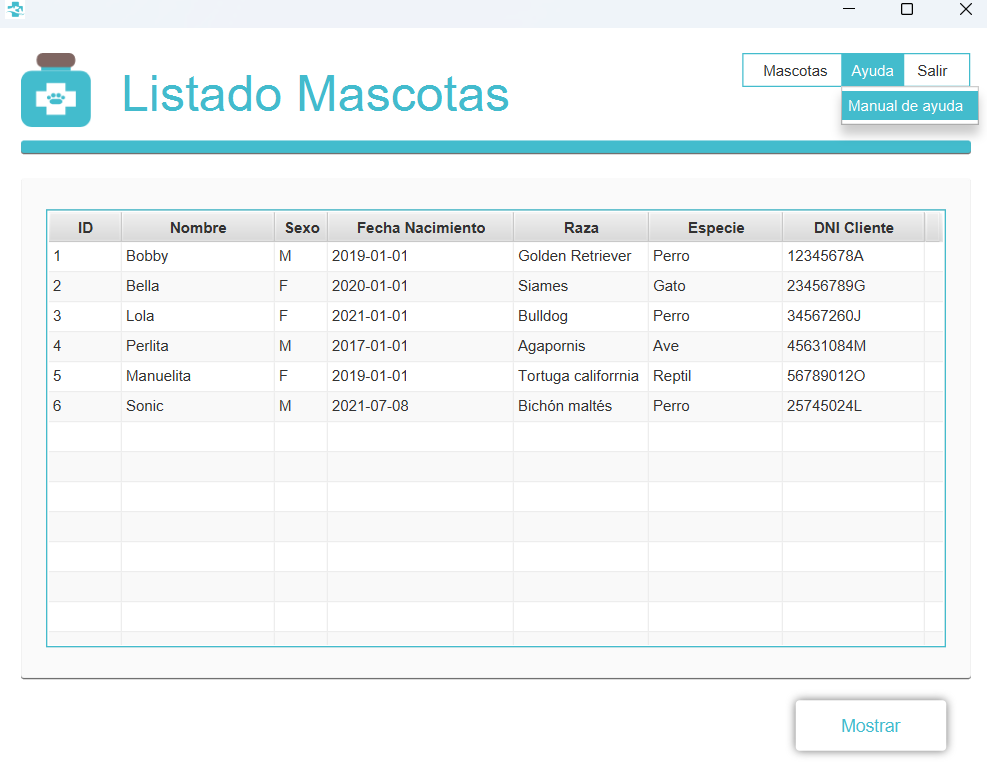 Listado Mascotas
Mascotas Ayuda Salir
Manual de ayuda
ID Nombre Sexo Fecha Nacimiento Raza Especie DNI Cliente
1 Bobby M 2019-01-01 Golden Retriever Perro 12345678A
2 Bella F 2020-01-01 Siames Gato 23456789G
3 Lola F 2021-01-01 Bulldog Perro 34567260J
4 Perlita M 2017-01-01 Agapornis Ave 45631084M
5 Manuelita F 2019-01-01 Tortuga califorrnia Reptil 56789012O
6 Sonic M 2021-07-08 Bichón maltés Perro 25745024L
Mostrar